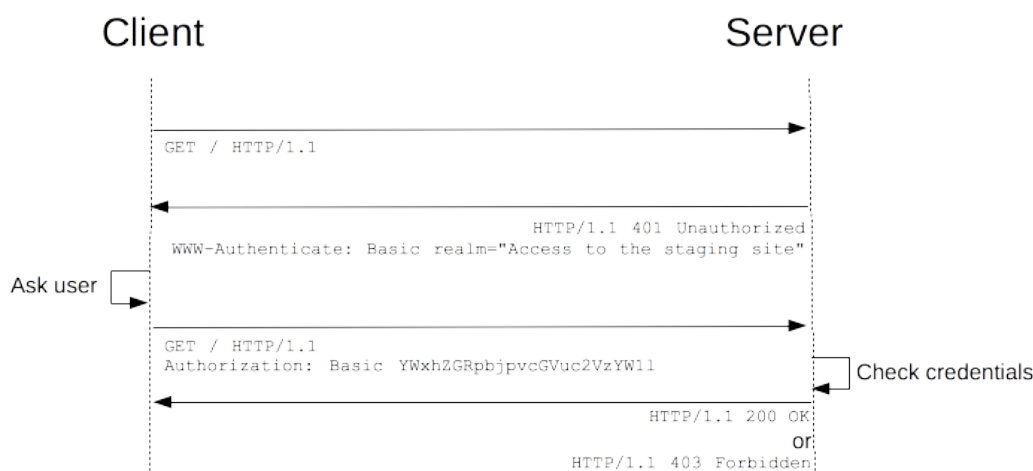 Client
Server
GET / HTTP/1.1
HTTP/1.1 401 Unauthorized
WWW-Authenticate: Basic realm="Access to the staging site"
Ask user
GET / HTTP/1.1
Authorization: Basic YWxhZGRpbjpvcGVuc2VzYW1l
Check credentials
HTTP/1.1 200 OK
or
HTTP/1.1 403 Forbidden